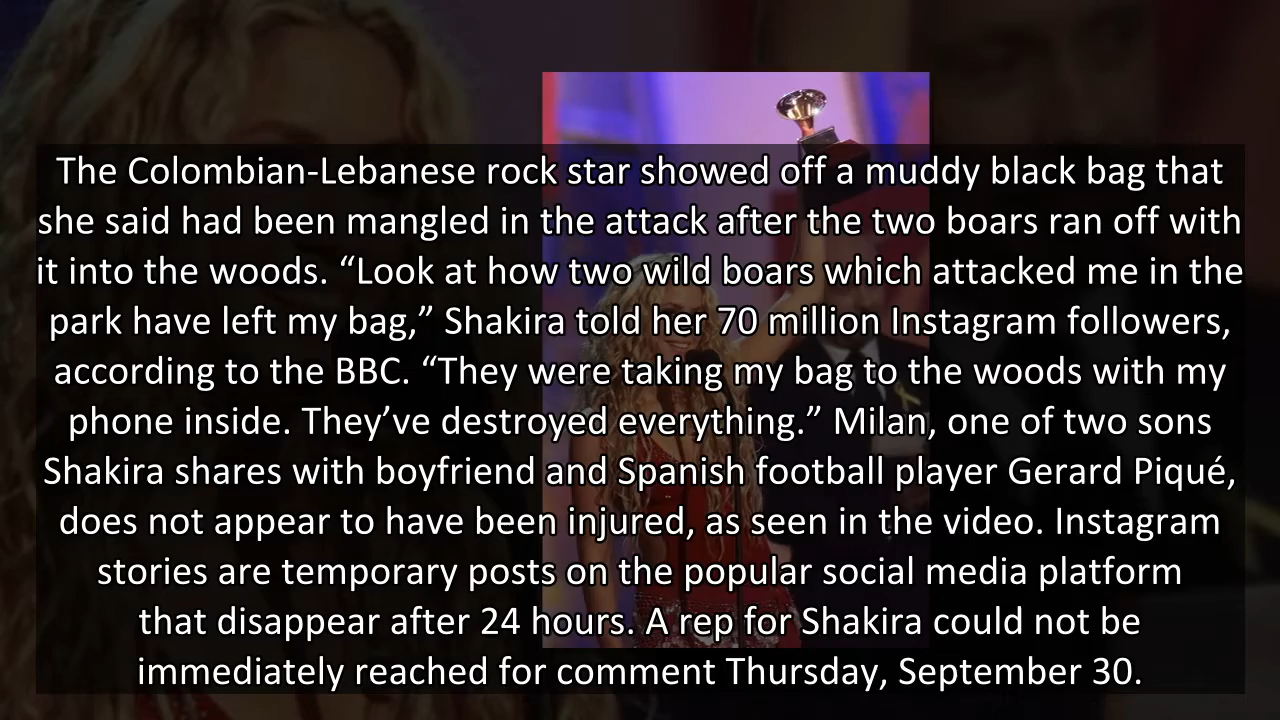 The Colombian-Lebanese rock star showed off a muddy black bag that
she said had been mangled in the attack after the two boars ran off with
it into the woods. “Look at how two wild boars which attacked me in the
park have left my bag,” Shakira told her 70 million Instagram followers,
according to the BBC. “They were taking my bag to the woods with my
phone inside. They’ve destroyed everything.” Milan, one of two sons
Shakira shares with boyfriend and Spanish football player Gerard Piqué,
does not appear to have been injured, as seen in the video. Instagram
stories are temporary posts on the popular social media platform
that disappear after 24 hours. A rep for Shakira could not be
immediately reached for comment Thursday, September 30.